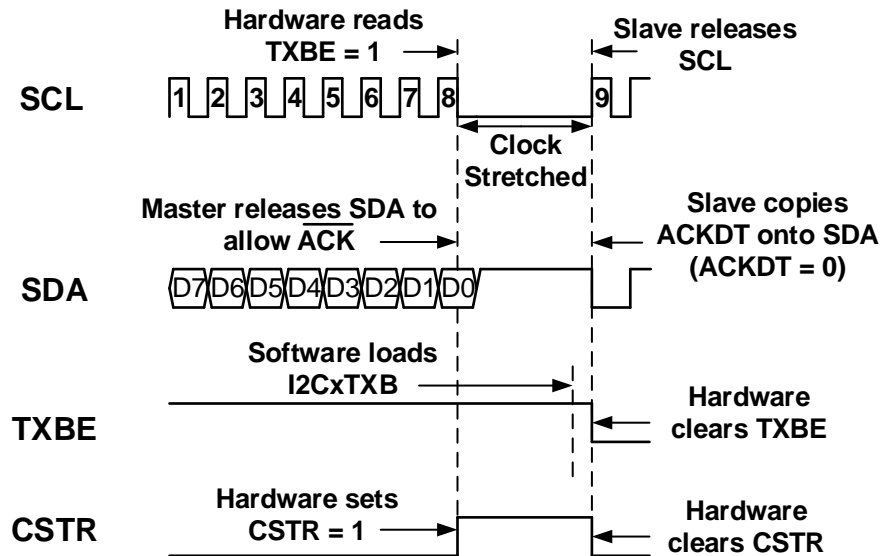 Hardware reads
TXBE = 1
Slave releases
SCL
SCL
1 2 3 4 5 6 7 8 9
Clock
Stretched
Master releases SDA to
allow ACK
Slave copies
ACKDT onto SDA
(ACKDT = 0)
SDA
D7 D6 D5 D4 D3 D2 D1 D0
Software loads
I2CxTXB
TXBE
Hardware
clears TXBE
Hardware sets
CSTR = 1
CSTR
Hardware
clears CSTR